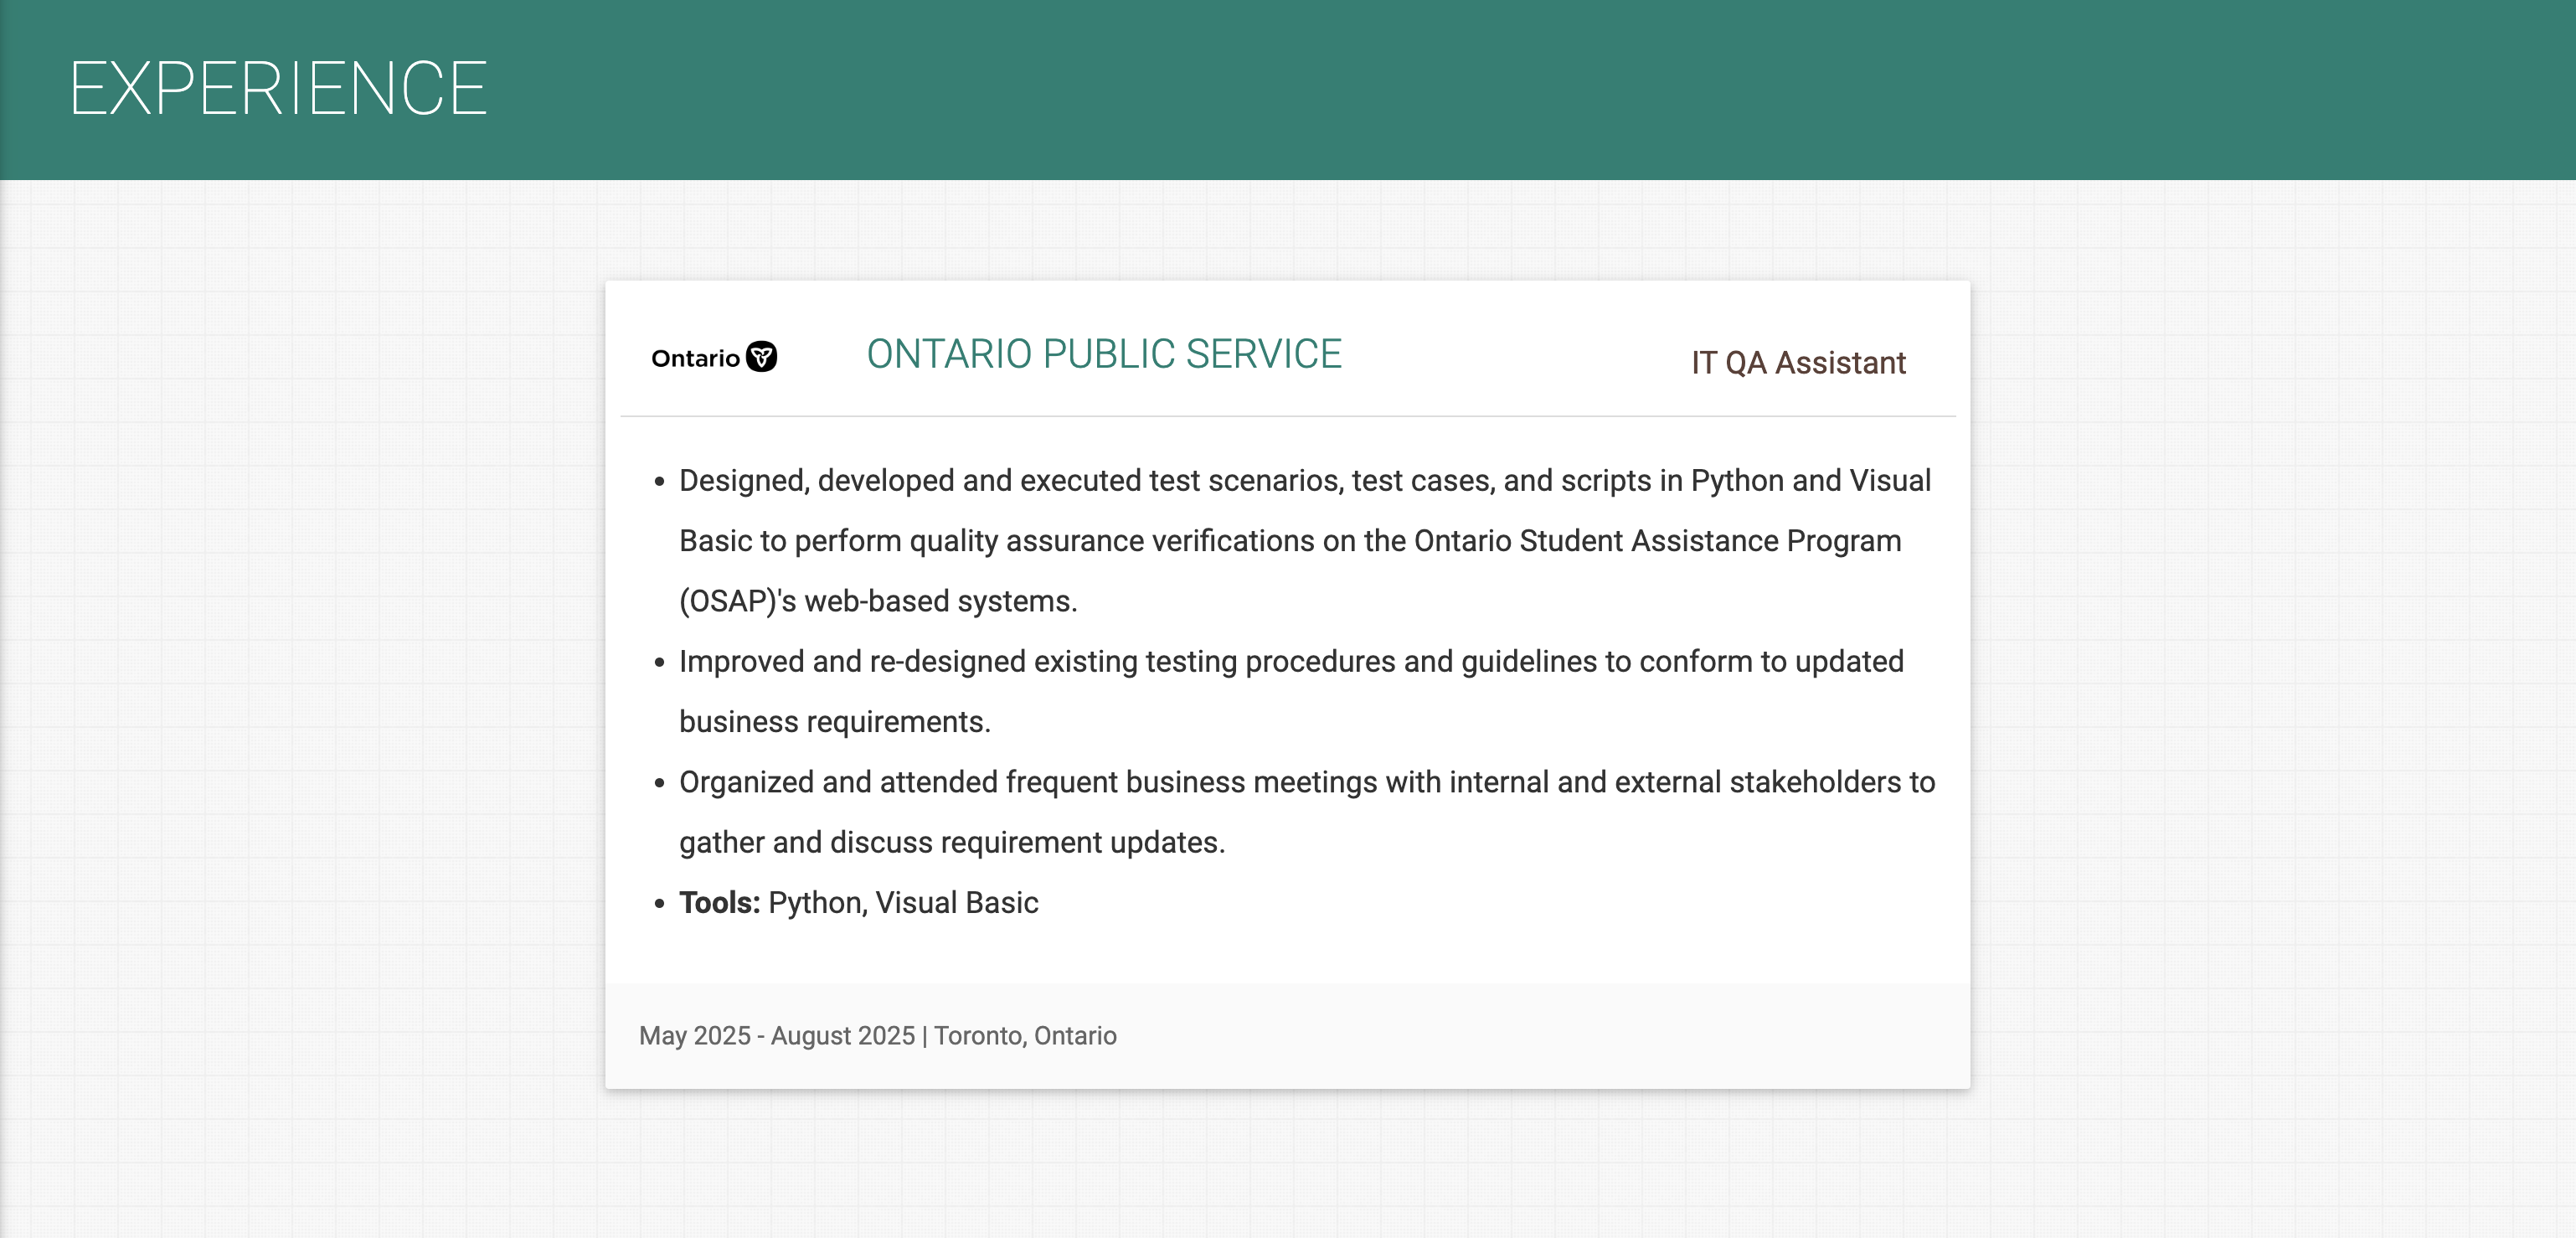 EXPERIENCE
Ontario
ONTARIO PUBLIC SERVICE
IT QA Assistant
• Designed, developed and executed test scenarios, test cases, and scripts in Python and Visual
Basic to perform quality assurance verifications on the Ontario Student Assistance Program
(OSAP)'s web-based systems.
• Improved and re-designed existing testing procedures and guidelines to conform to updated
business requirements.
• Organized and attended frequent business meetings with internal and external stakeholders to
gather and discuss requirement updates.
• Tools: Python, Visual Basic
May 2025 - August 2025 | Toronto, Ontario